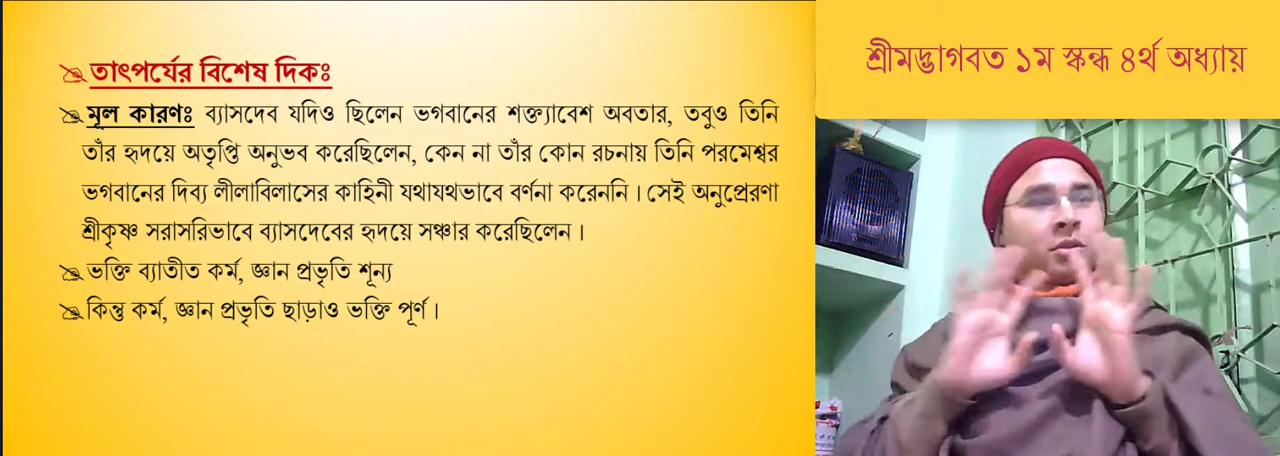 তাৎপর্যের বিশেষ দিকঃ
মূল কারণঃ ব্যাসদেব যদিও ছিলেন ভগবানের শক্ত্যাবেশ অবতার, তবুও তিনি
তাঁর হৃদয়ে অতৃপ্তি অনুভব করেছিলেন, কেন না তাঁর কোন রচনায় তিনি পরমেশ্বর
ভগবানের দিব্য লীলাবিলাসের কাহিনী যথাযথভাবে বর্ণনা করেননি। সেই অনুপ্রেরণা
শ্রীকৃষ্ণ সরাসরিভাবে ব্যাসদেবের হৃদয়ে সঞ্চার করেছিলেন।
ভক্তি ব্যাতীত কর্ম, জ্ঞান প্রভৃতি শূন্য
কিন্তু কর্ম, জ্ঞান প্রভৃতি ছাড়াও ভক্তি পূর্ণ।
শ্রীমদ্ভাগবত ১ম স্কন্ধ ৪র্থ অধ্যায়